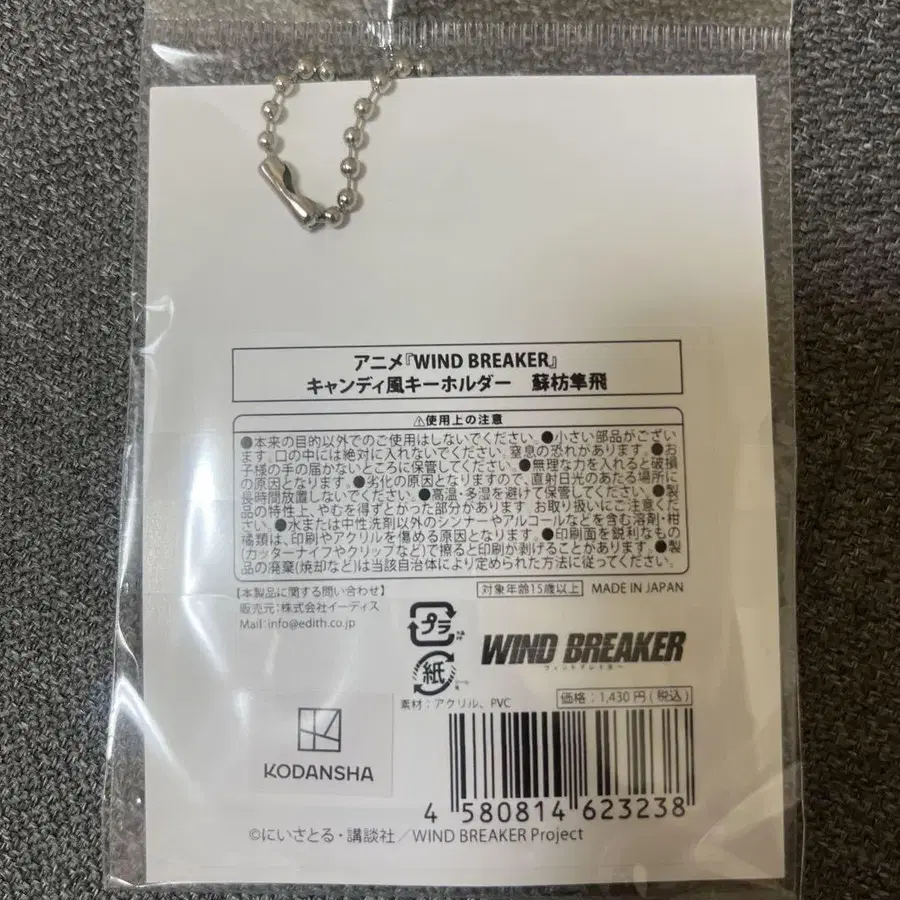 アニメ『WIND BREAKER』
キャンディ風キーホルダー　蘇枋隼飛
⚠使用上の注意
●本来の目的以外でのご使用はしないでください。●小さい部品がござい
ます。口の中には絶対に入れないでください。窒息の恐れがあります。●お
子様の手の届かないところに保管してください。●無理な力を入れると破損
の原因となります。●劣化の原因となりますので、直射日光のあたる場所に
長時間放置しないでください。●高温・多湿を避けて保管してください。●製
品の特性上、やむを得ずとがった部分があります お取り扱いにご注意くだ
さい。●水または中性洗剤以外のシンナーやアルコールなどを含む溶剤・柑
橘類は、印刷やアクリルを傷める原因となります。●印刷面を鋭利なもの
(カッターナイフやクリップなど)で擦ると印刷が剥げることがあります。●製
品の廃棄(焼却など)は当該自治体により定められた方法に従ってください。
【本製品に関する問い合わせ】
販売元:株式会社イーディス
Mail:info@edith.co.jp
対象年齢15歳以上 MADE IN JAPAN
プラ
紙
WIND BREAKER
ウィンドブレイカー
素材:アクリル、PVC
価格:1,430円(税込)
KODANSHA
4 580814 623238
©にいさとる・講談社／WIND BREAKER Project